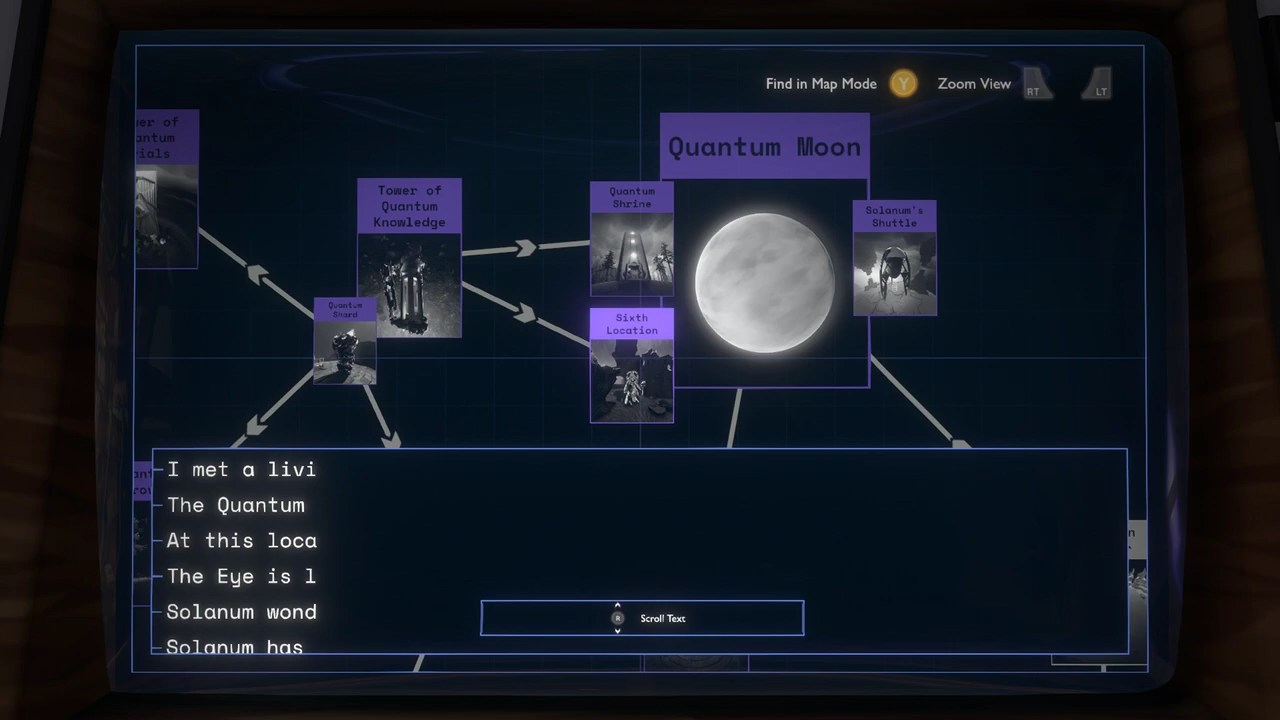 Find in Map Mode Y Zoom View RT LT
Quantum Moon
Tower of
Quantum
Knowledge
Quantum
Shrine
Solanum's
Shuttle
Quantum
Shard
Sixth
Location
I met a livi
The Quantum
At this loca
The Eye is l
Solanum wond
Solanum has
R Scroll Text